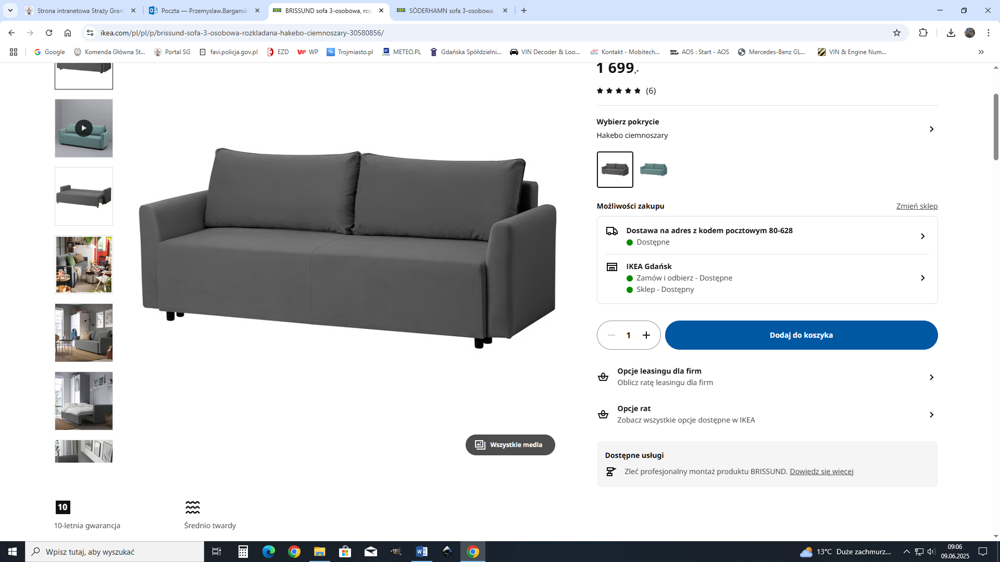 Strona intranetowa Straży Grani
Poczta — Przemyslaw.Bargansk
BRISSUND sofa 3-osobowa, roz
SÖDERHAMN sofa 3-osobowa,
ikea.com/pl/pl/p/brissund-sofa-3-osobowa-rozkladana-hakebo-ciemnoszary-30580856/
Google
Komenda Główna St...
Portal SG
favi.policja.gov.pl
EZD
WP
Trojmiasto.pl
METEO.PL
Gdańska Spółdzielni...
VIN Decoder & Loo...
Kontakt - Mobitech...
AOS : Start - AOS
Mercedes-Benz GL...
VIN & Engine Num...
1 699,-
(6)
Wybierz pokrycie
Hakebo ciemnoszary
Możliwości zakupu
Zmień sklep
Dostawa na adres z kodem pocztowym 80-628
Dostępne
IKEA Gdańsk
Zamów i odbierz - Dostępne
Sklep - Dostępny
1
Dodaj do koszyka
Opcje leasingu dla firm
Oblicz ratę leasingu dla firm
Opcje rat
Zobacz wszystkie opcje dostępne w IKEA
Wszystkie media
Dostępne usługi
Zleć profesjonalny montaż produktu BRISSUND. Dowiedz się więcej
10
10-letnia gwarancja
Średnio twardy
Wpisz tutaj, aby wyszukać
13°C Duże zachmurz...
09:06
09.06.2025